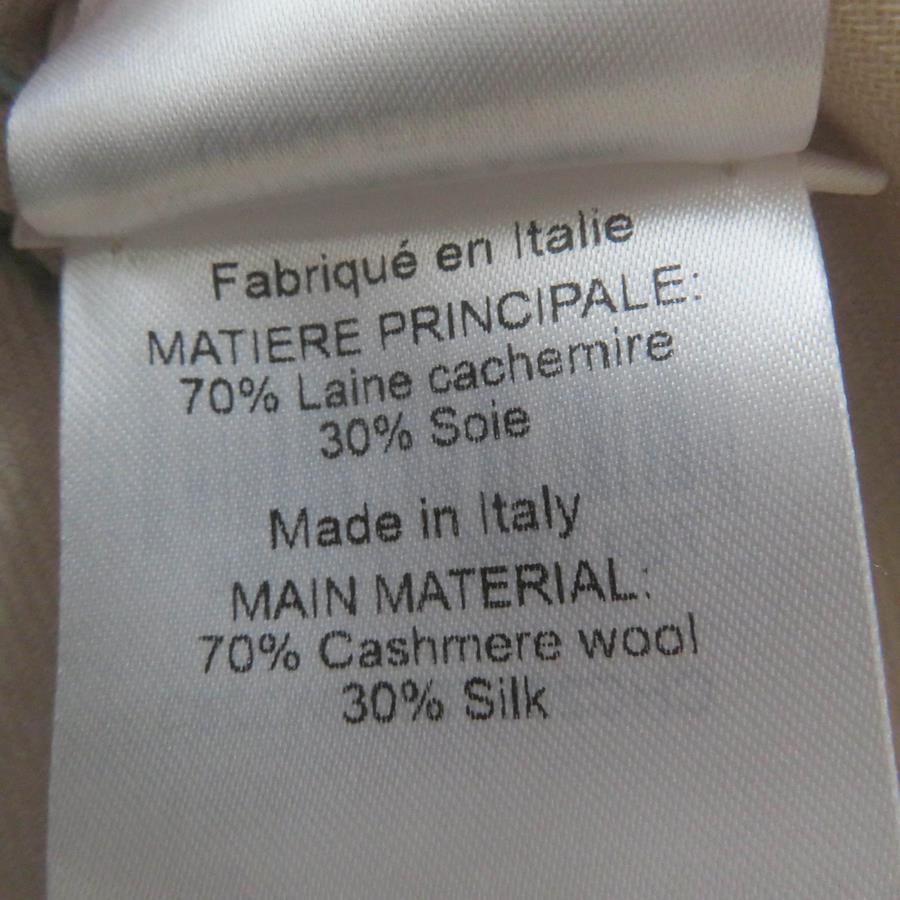 Fabriqué en Italie
MATIERE PRINCIPALE:
70% Laine cachemire
30% Soie
Made in Italy
MAIN MATERIAL:
70% Cashmere wool
30% Silk